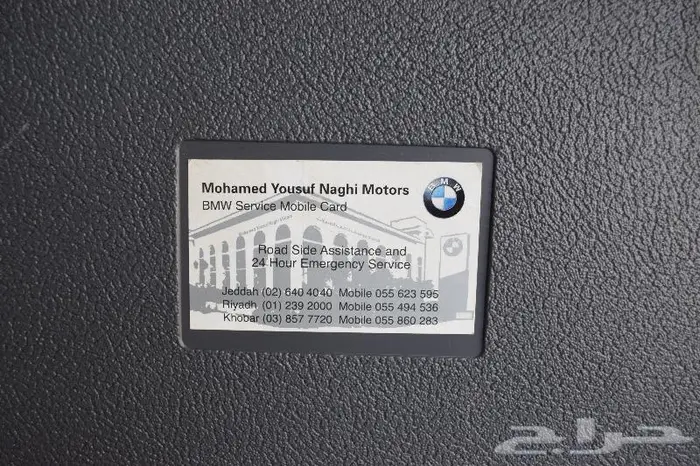 Mohamed Yousuf Naghi Motors
BMW Service Mobile Card
BMW
Road Side Assistance and
24 Hour Emergency Service
Jeddah (02) 640 4040 Mobile 055 623 595
Riyadh (01) 239 2000 Mobile 055 494 536
Khobar (03) 857 7720 Mobile 055 860 283
حراج